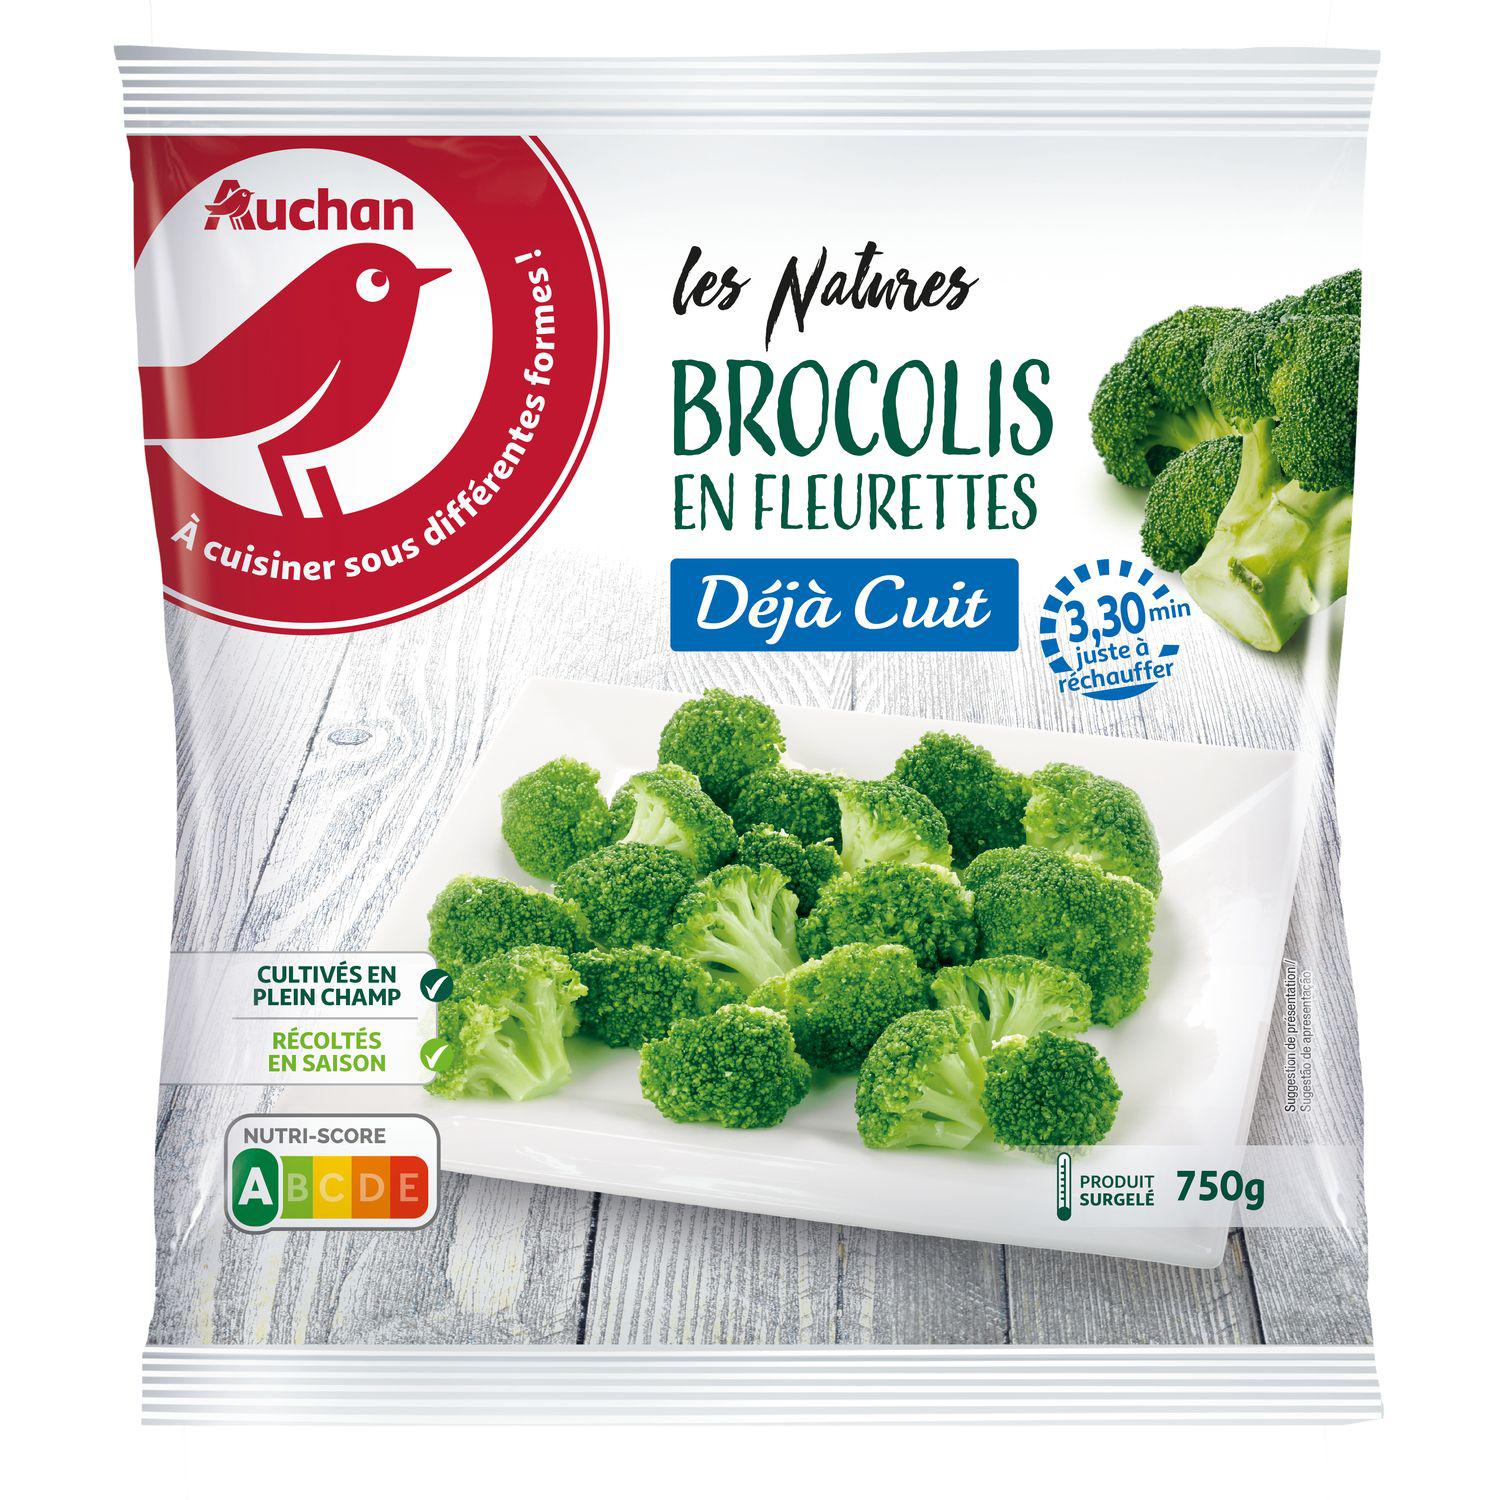 Auchan
À cuisiner sous différentes formes !
les Natures
BROCOLIS
EN FLEURETTES
Déjà Cuit
3,30 min
juste à
réchauffer
CULTIVÉS EN
PLEIN CHAMP
RÉCOLTÉS
EN SAISON
NUTRI-SCORE
A B C D E
Suggestion de présentation/
Sugestão de apresentação
PRODUIT
SURGELÉ
750g